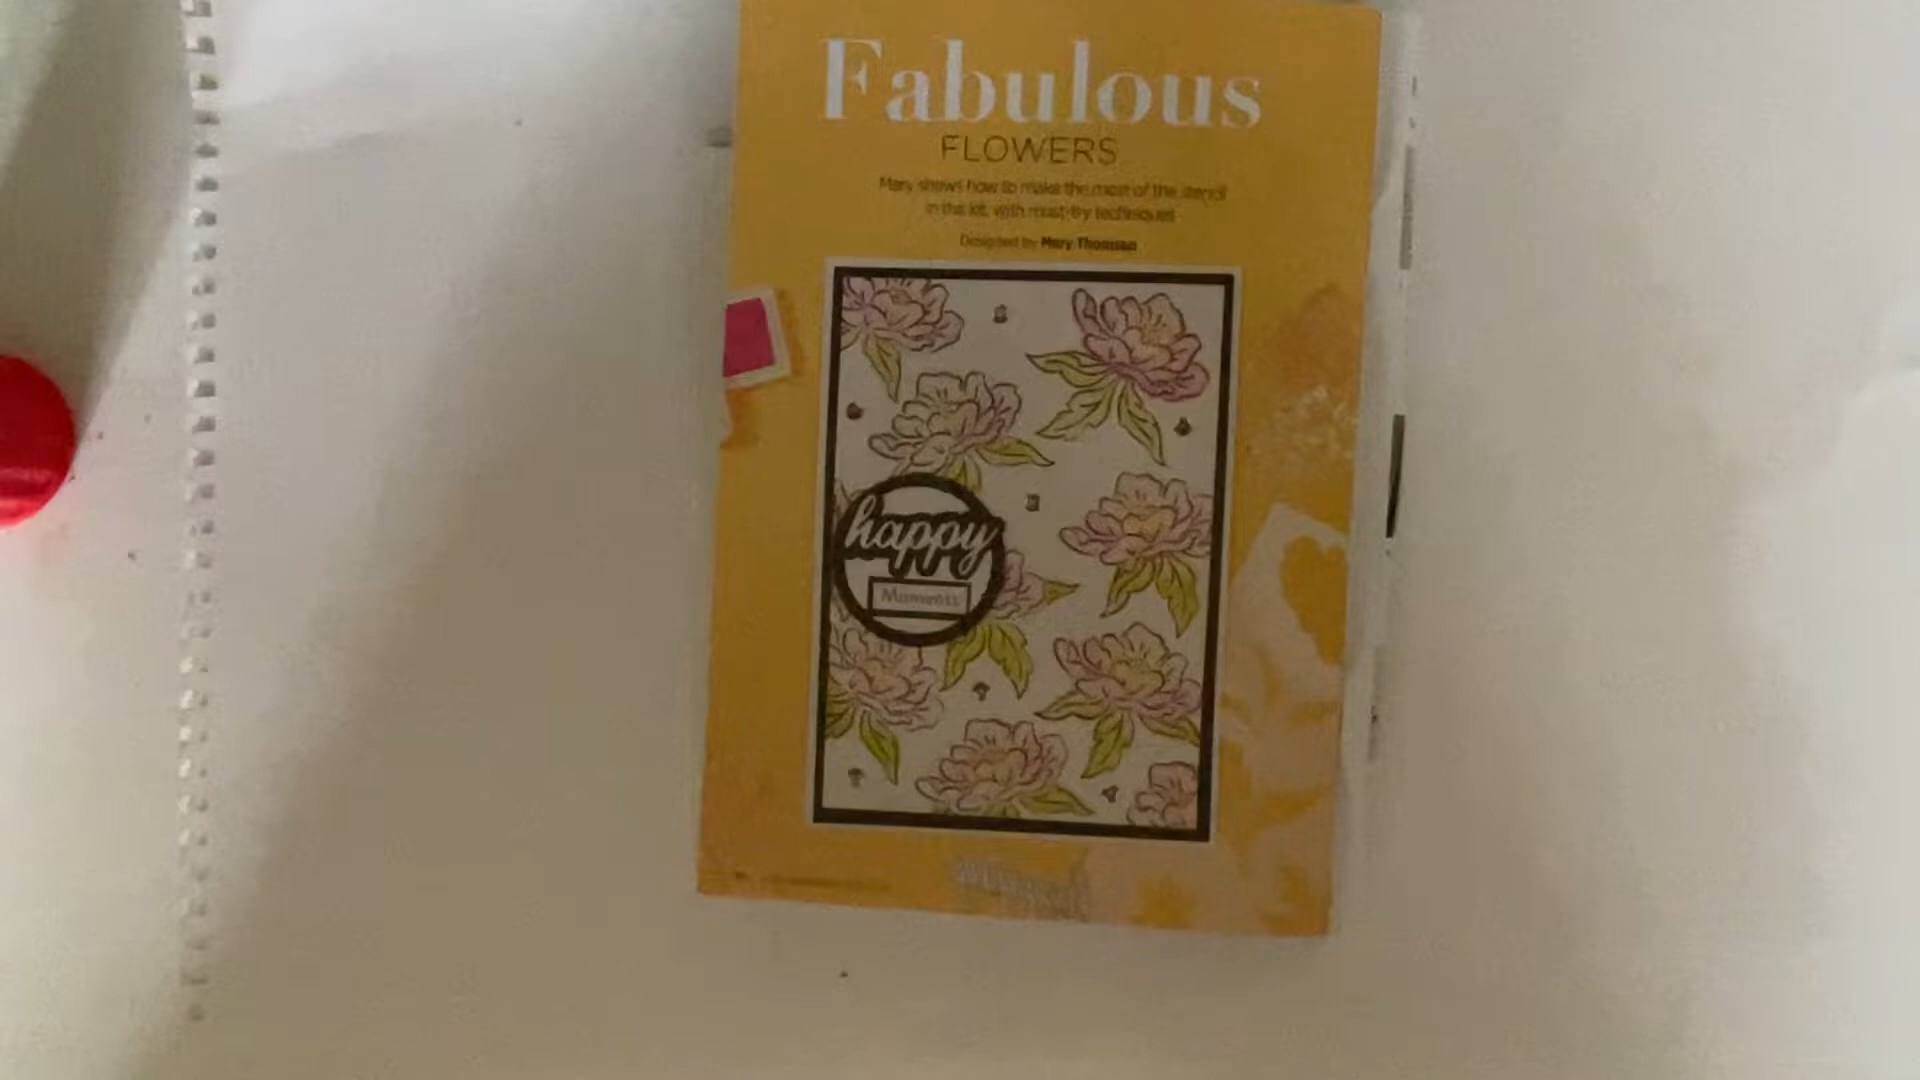 Fabulous
FLOWERS
Mary shows how to make the most of the stencil
in the kit, with must-try techniques
Designed by Mary Thomson
happy
Moments